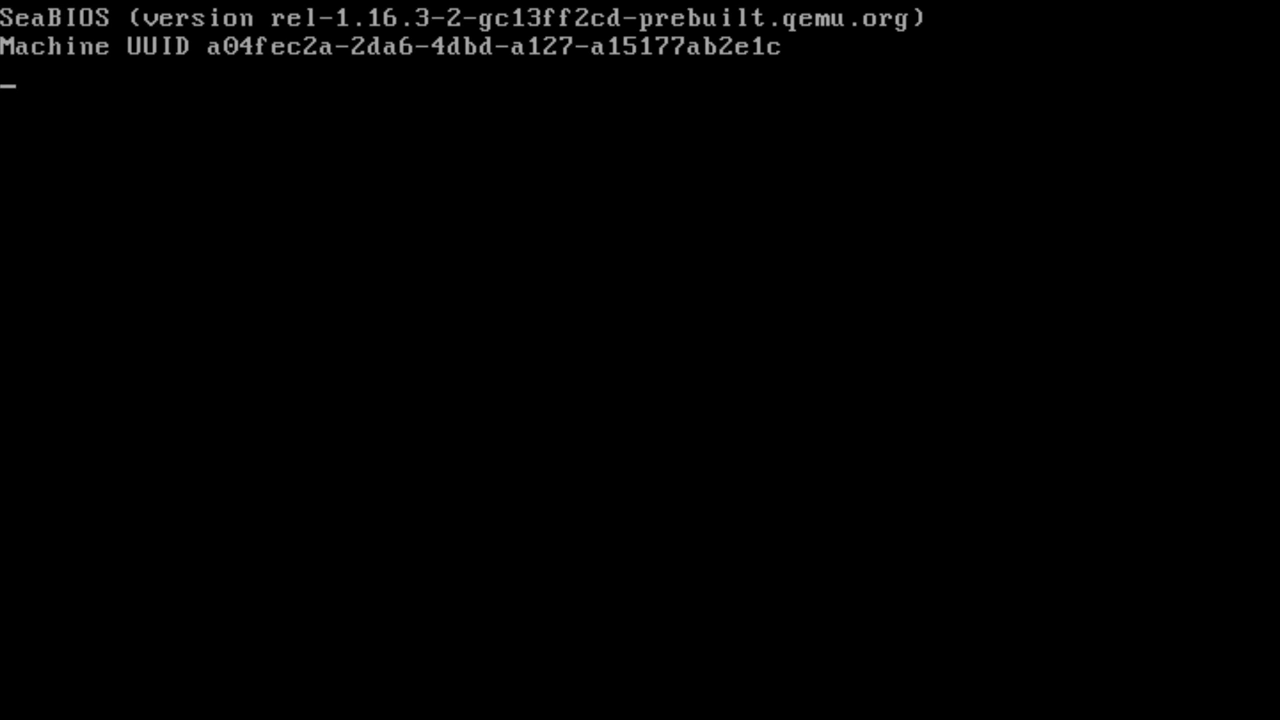 SeaBIOS (version rel-1.16.3-2-gc13ff2cd-prebuilt.qemu.org)
Machine UUID a04fec2a-2da6-4dbd-a127-a15177ab2e1c